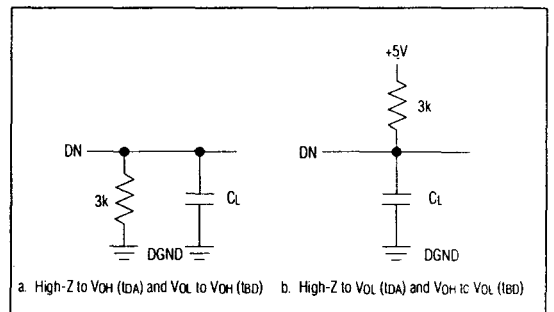 +5V
3k
DN
DN
3k
CL
CL
DGND
DGND
a. High-Z to VOH (tDA) and VOL to VOH (tBD)
b. High-Z to VOL (tDA) and VOH tc VOL (tBD)